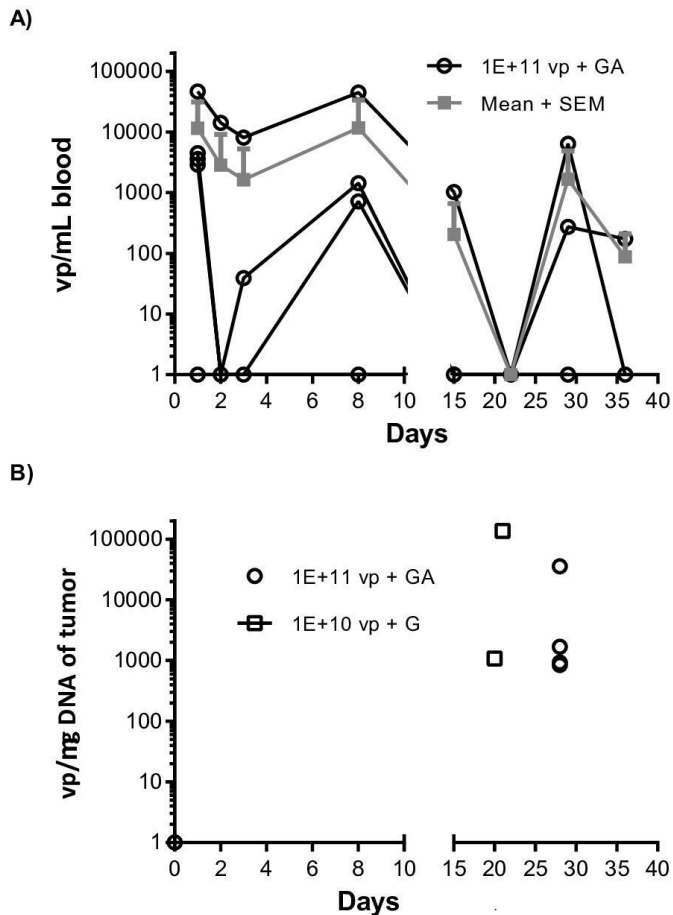 A)
vp/mL blood
100000
10000
1000
100
10
1
1E+11 vp + GA
Mean + SEM
0 2 4 6 8 10 15 20 25 30 35 40
Days
B)
vp/mg DNA of tumor
100000
10000
1000
100
10
1
1E+11 vp + GA
1E+10 vp + G
0 2 4 6 8 10 15 20 25 30 35 40
Days